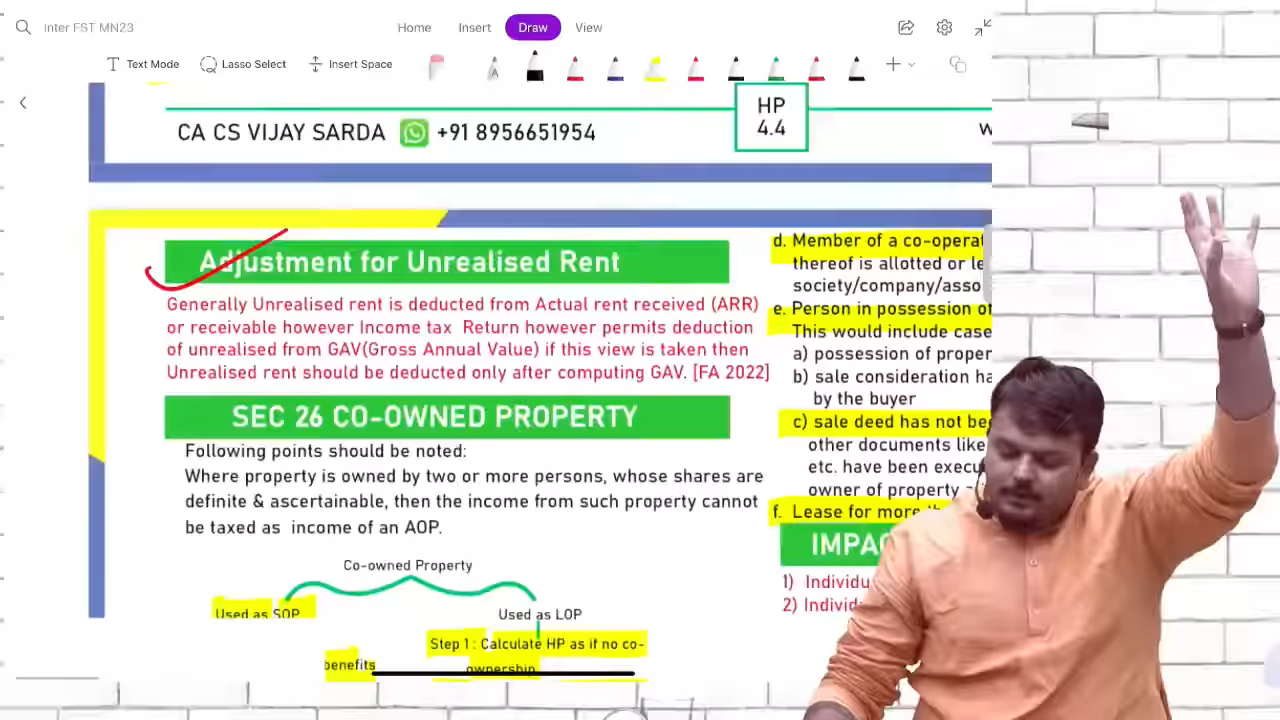 inter FST MN23
Home
Insert
Draw
View
Text Mode
Lasso Select
Insert Space
CA CS VIJAY SARDA +91 8956651954
HP
4.4
Adjustment for Unrealised Rent
Generally Unrealised rent is deducted from Actual rent received (ARR)
or receivable however Income tax Return however permits deduction
of unrealised from GAV(Gross Annual Value) if this view is taken then
Unrealised rent should be deducted only after computing GAV. [FA 2022]
SEC 26 CO-OWNED PROPERTY
Following points should be noted:
Where property is owned by two or more persons, whose shares are
definite & ascertainable, then the income from such property cannot
be taxed as income of an AOP.
Co-owned Property
Used as SOP
Used as LOP
Step 1 : Calculate HP as if no co-
ownership
benefits
d. Member of a co-operat
thereof is allotted or le
society/company/asso
e. Person in possession of
This would include case
a) possession of proper
b) sale consideration ha
by the buyer
c) sale deed has not be
other documents like
etc. have been execu
owner of property
f. Lease for more
IMPA
1) Individu
2) Individ